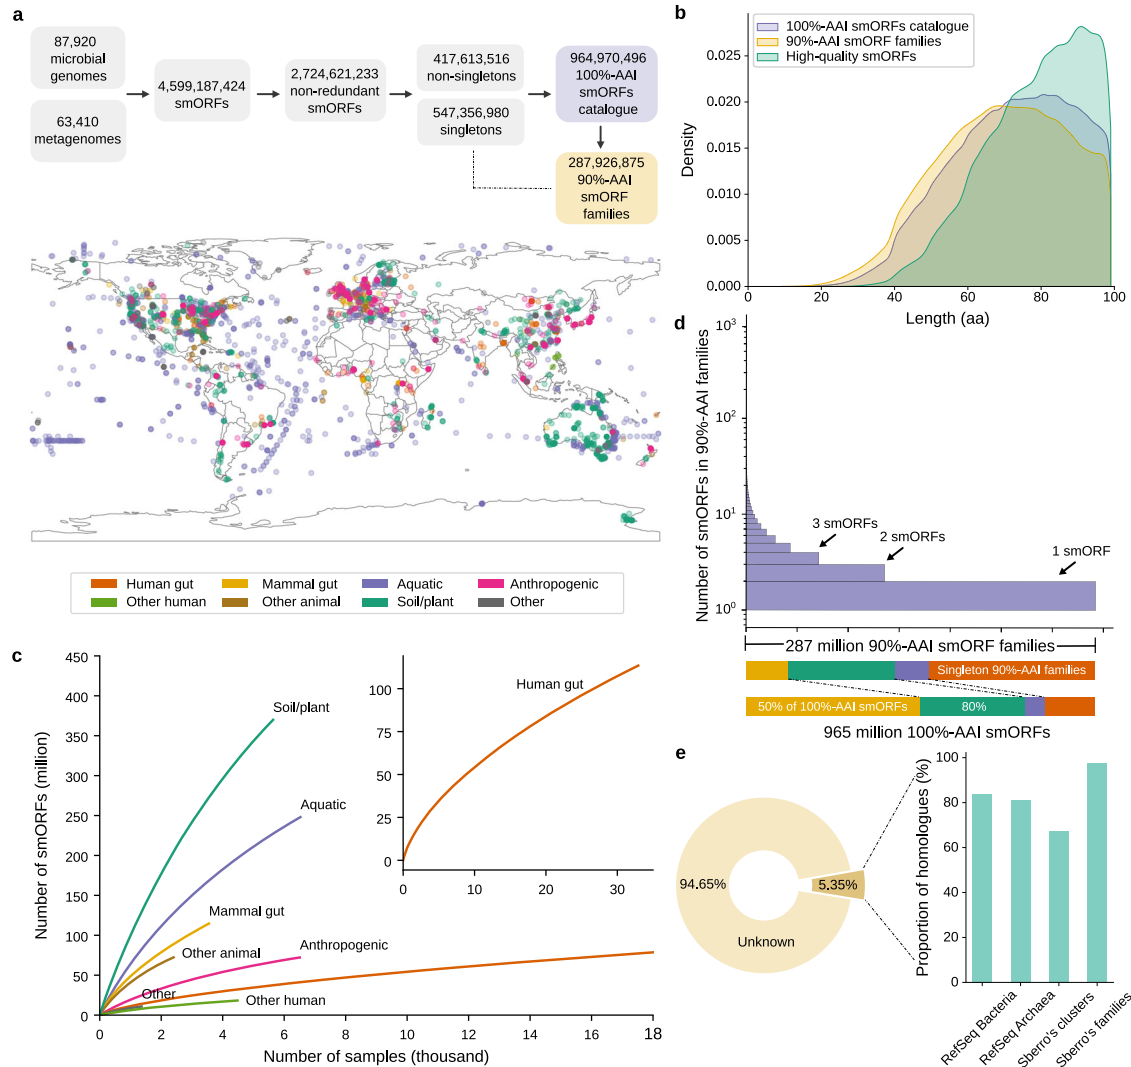 a
87,920
microbial
genomes
63,410
metagenomes
4,599,187,424
smORFs
2,724,621,233
non-redundant
smORFs
417,613,516
non-singletons
547,356,980
singletons
964,970,496
100%-AAI
smORFs
catalogue
287,926,875
90%-AAI
smORF
families
Human gut
Mammal gut
Aquatic
Anthropogenic
Other human
Other animal
Soil/plant
Other
b
100%-AAI smORFs catalogue
90%-AAI smORF families
High-quality smORFs
Density
0.025
0.020
0.015
0.010
0.005
0.000
20
40
60
80
100
Length (aa)
c
Number of smORFs (million)
450
400
350
300
250
200
150
100
50
0
Soil/plant
Aquatic
Mammal gut
Other animal
Anthropogenic
Other
Other human
0
2
4
6
8
10
12
14
16
18
Number of samples (thousand)
Human gut
100
75
50
25
0
0
10
20
30
d
Number of smORFs in 90%-AAI families
10³
10²
10¹
10⁰
3 smORFs
2 smORFs
1 smORF
287 million 90%-AAI smORF families
Singleton 90%-AAI families
50% of 100%-AAI smORFs
80%
965 million 100%-AAI smORFs
e
94.65%
5.35%
Unknown
Proportion of homologues (%)
100
80
60
40
20
0
RefSeq Bacteria
RefSeq Archaea
Sberro's clusters
Sberro's families